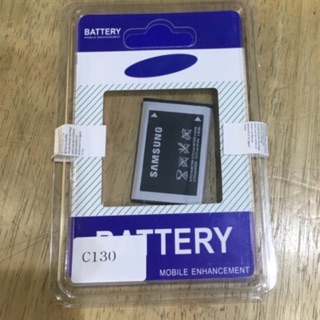 BATTERY
MOBILE ENHANCEMENT
SAMSUNG
BATTERY
C130
MOBILE ENHANCEMENT